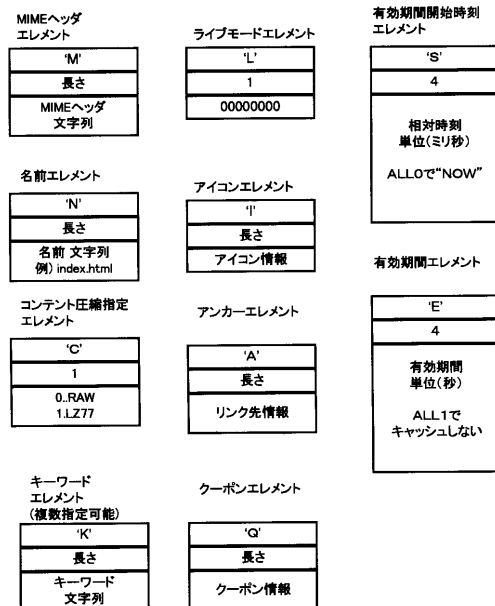 MIMEヘッダ
エレメント
'M'
長さ
MIMEヘッダ
文字列
名前エレメント
'N'
長さ
名前 文字列
例) index.html
コンテント圧縮指定
エレメント
'C'
1
0..RAW
1.LZ77
キーワード
エレメント
(複数指定可能)
'K'
長さ
キーワード
文字列
ライブモードエレメント
'L'
1
00000000
アイコンエレメント
'I'
長さ
アイコン情報
アンカーエレメント
'A'
長さ
リンク先情報
クーポンエレメント
'Q'
長さ
クーポン情報
有効期間開始時刻
エレメント
'S'
4
相対時刻
単位(ミリ秒)
ALL0で"NOW"
有効期間エレメント
'E'
4
有効期間
単位(秒)
ALL1で
キャッシュしない